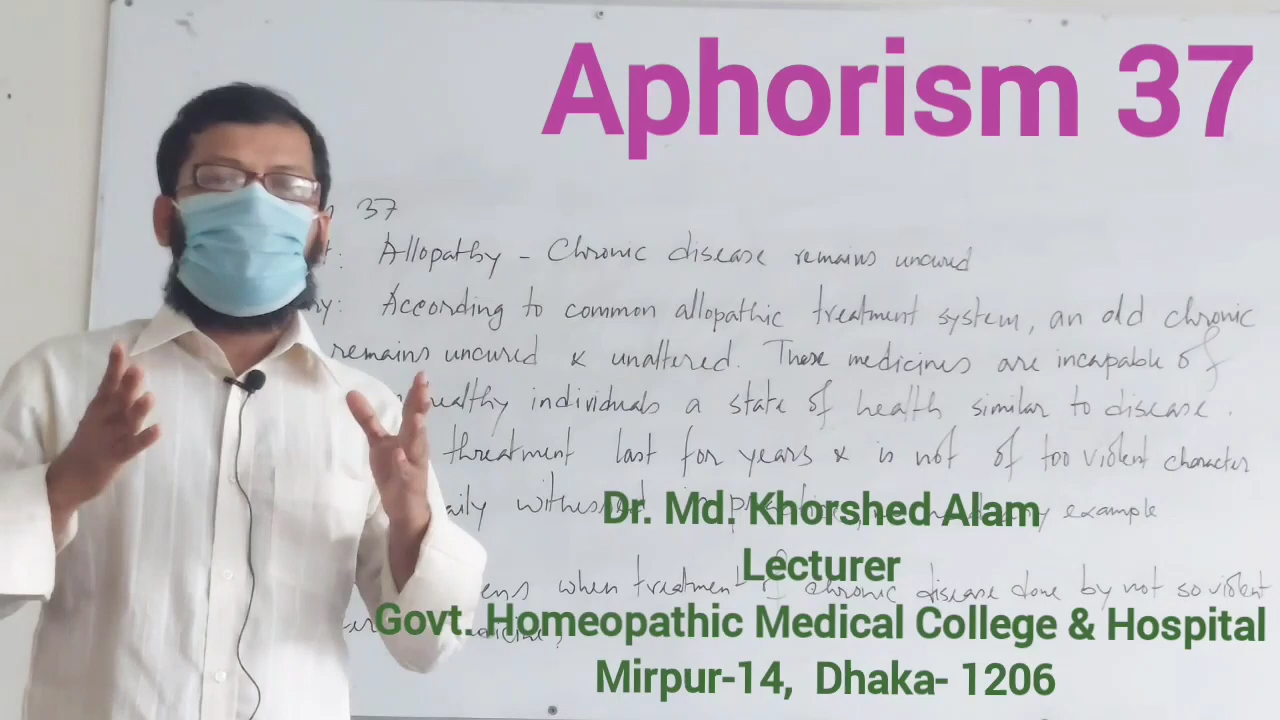 Aphorism 37
37
Allopathy - Chronic disease remains uncured
According to common allopathic treatment system, an old chronic
remains uncured & unaltered. These medicines are incapable of
healthy individuals a state of health similar to disease.
threatment last for years & is not of too violent character
witnessed example
Dr. Md. Khorshed Alam
Lecturer
when treatment of chronic disease done by not so violent
Govt. Homeopathic Medical College & Hospital
Mirpur-14, Dhaka- 1206